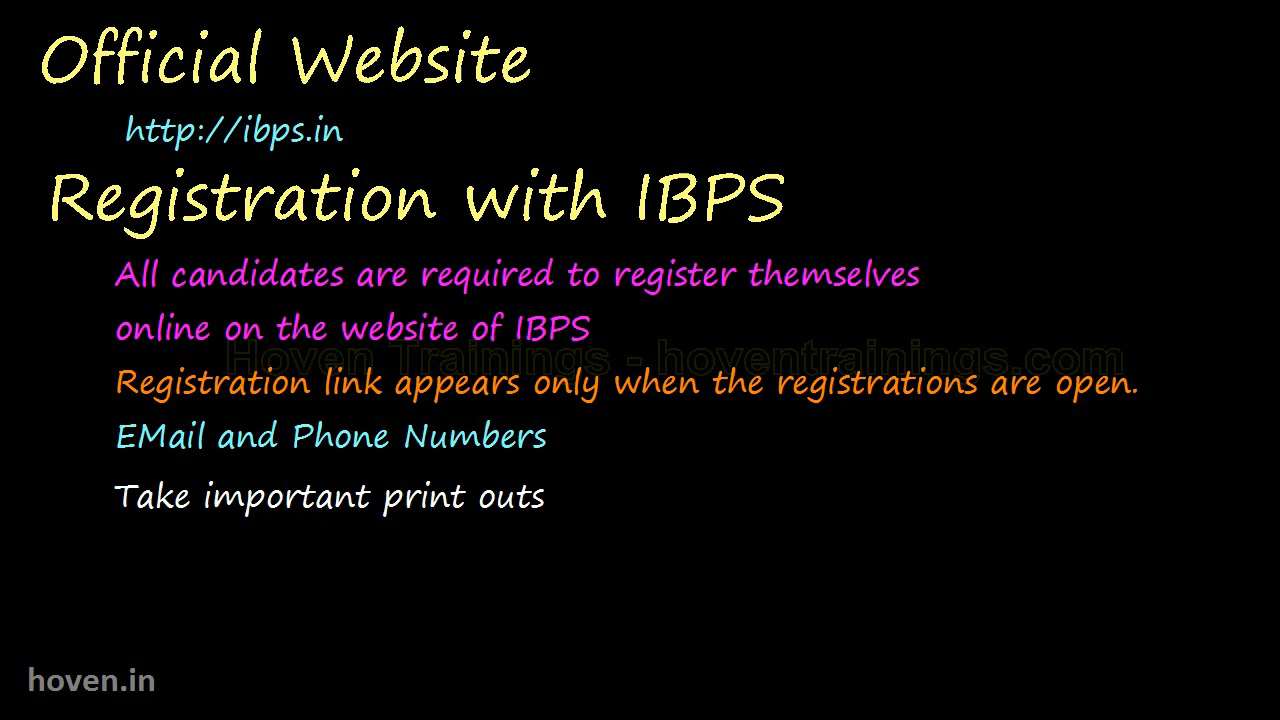 Official Website
http://ibps.in
Registration with IBPS
All candidates are required to register themselves
online on the website of IBPS
Hoven Trainings - hoventrainings.com
Registration link appears only when the registrations are open.
EMail and Phone Numbers
Take important print outs
hoven.in